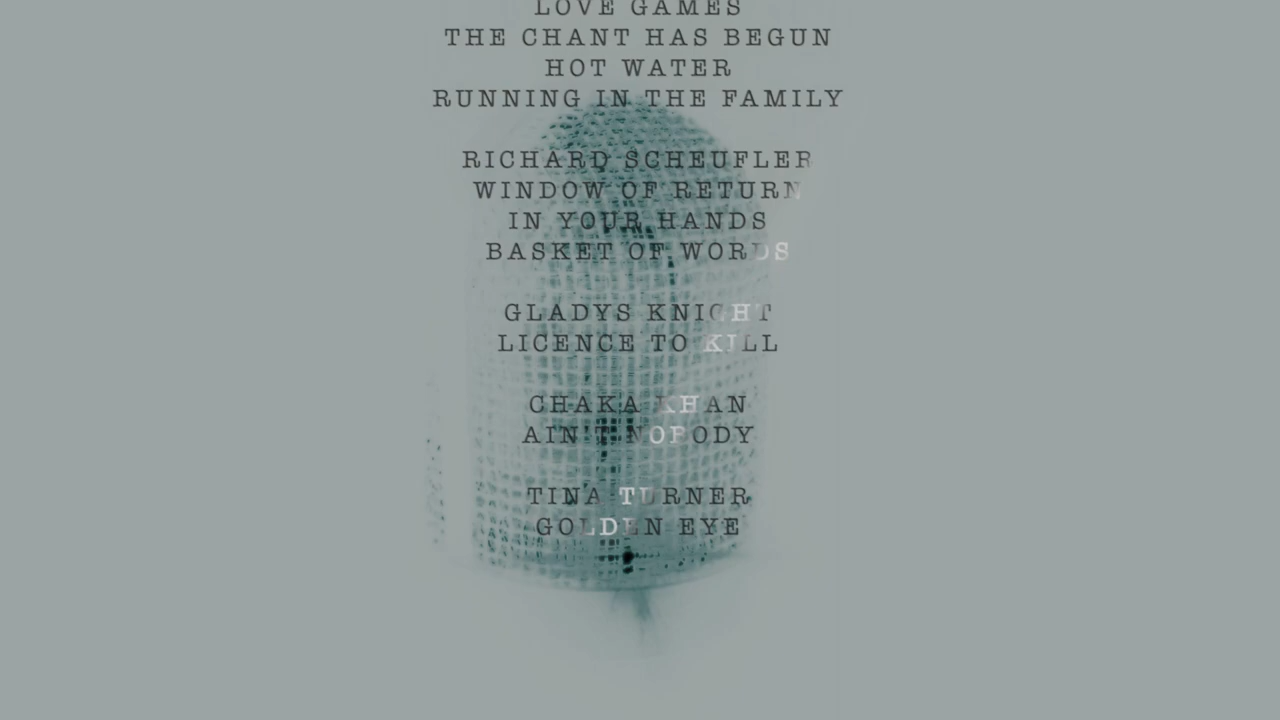 LOVE GAMES
THE CHANT HAS BEGUN
HOT WATER
RUNNING IN THE FAMILY
RICHARD SCHEUFLER
WINDOW OF RETURN
IN YOUR HANDS
BASKET OF WORDS
GLADYS KNIGHT
LICENCE TO KILL
CHAKA KHAN
AIN'T NOBODY
TINA TURNER
GOLDEN EYE